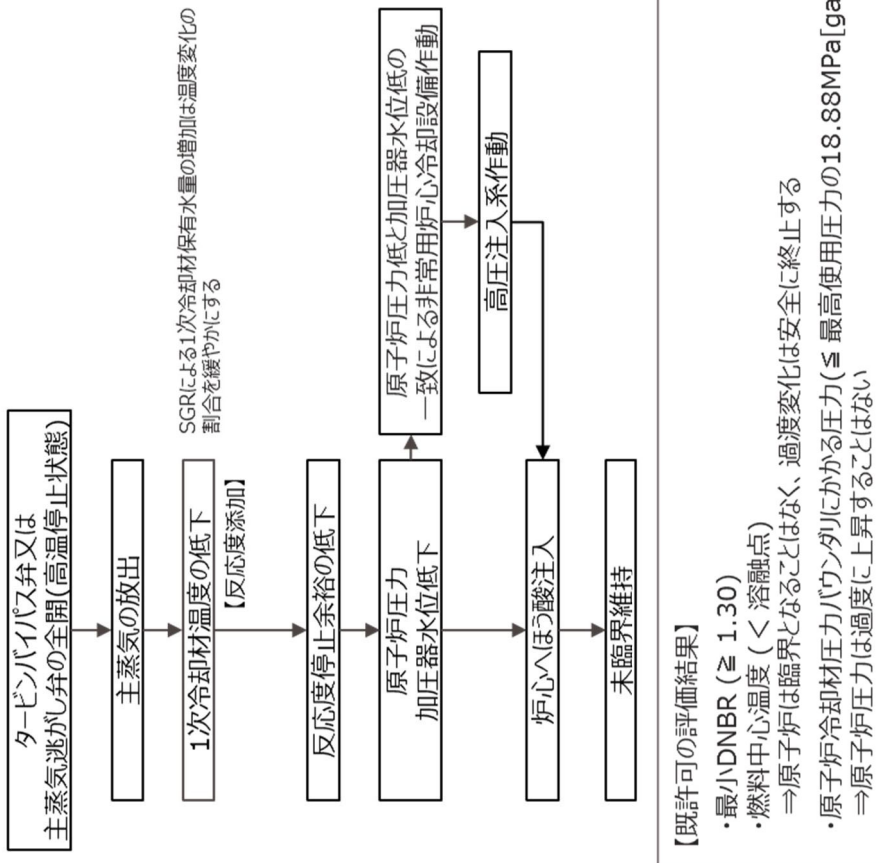 タービンバイパス弁又は
主蒸気逃がし弁の全開(高温停止状態)
主蒸気の放出
1次冷却材温度の低下
SGRによる1次冷却材保有水量の増加は温度変化の
割合を緩やかにする
【反応度添加】
反応度停止余裕の低下
原子炉圧力
加圧器水位低下
原子炉圧力低と加圧器水位低の
一致による非常用炉心冷却設備作動
高圧注入系作動
炉心へほう酸注入
未臨界維持
【既許可の評価結果】
・最小DNBR (≧ 1.30)
・燃料中心温度 (< 溶融点)
⇒原子炉は臨界となることはなく、過渡変化は安全に終止する
・原子炉冷却材圧力バウンダリにかかる圧力(≦ 最高使用圧力の18.88MPa[ga
⇒原子炉圧力は過度に上昇することはない